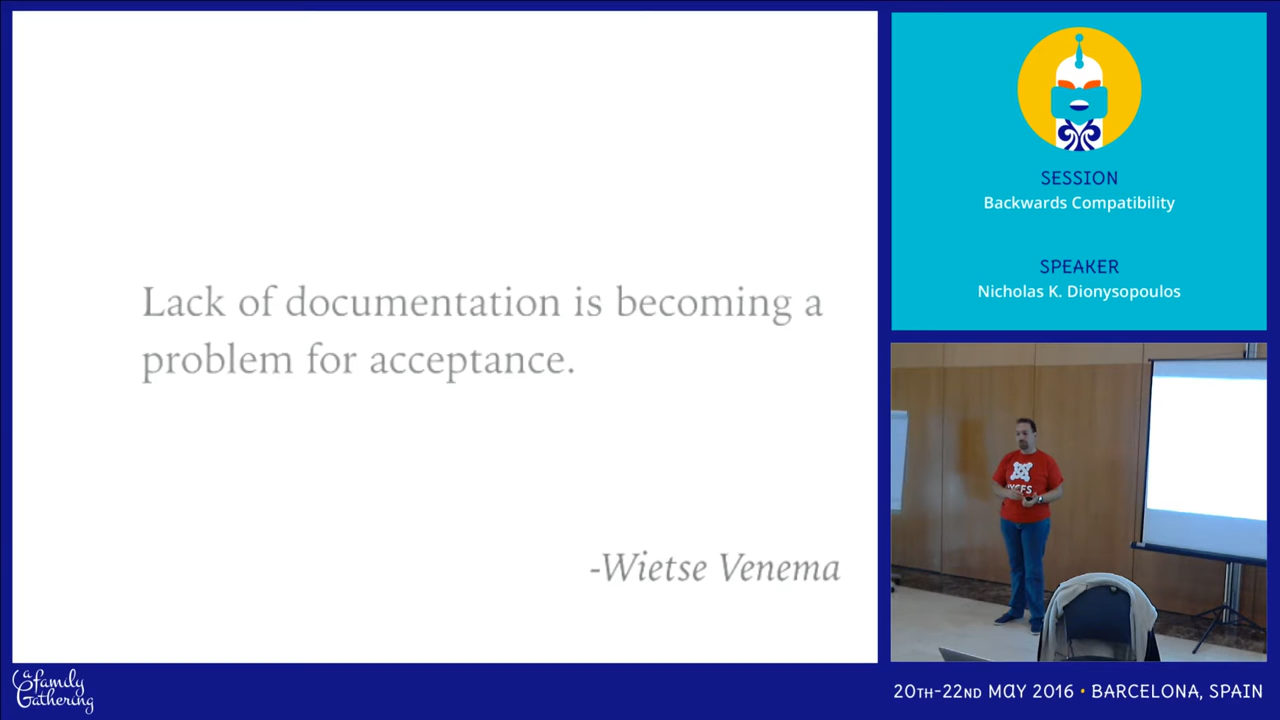 Lack of documentation is becoming a
problem for acceptance.
-Wietse Venema
SESSION
Backwards Compatibility
SPEAKER
Nicholas K. Dionysopoulos
a family
Gathering
20TH-22ND MAY 2016 • BARCELONA, SPAIN